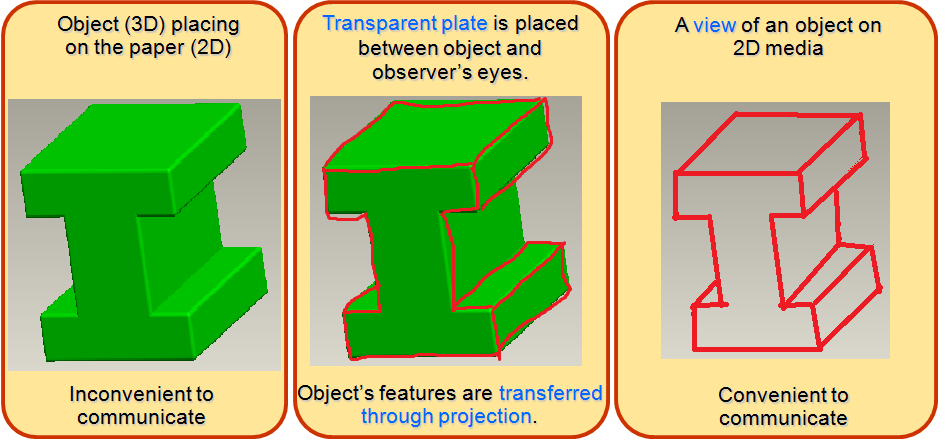 Object (3D) placing
on the paper (2D)
Inconvenient to
communicate
Transparent plate is placed
between object and
observer's eyes.
Object's features are transferred
through projection.
A view of an object on
2D media
Convenient to
communicate